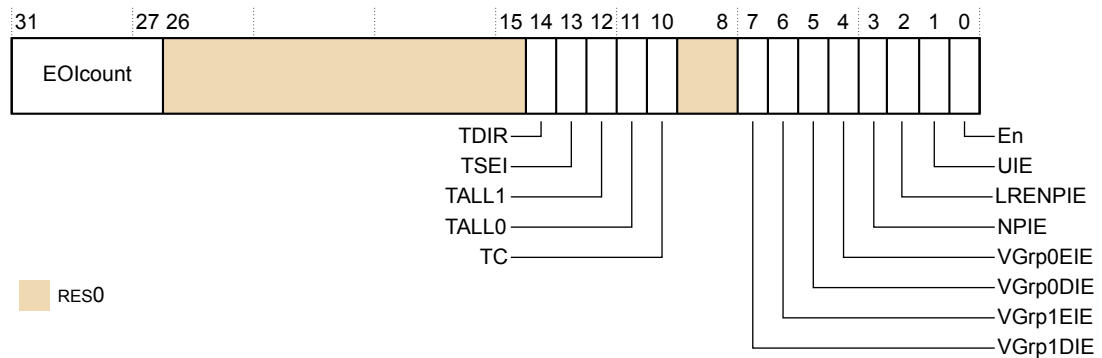 31 27 26 15 14 13 12 11 10 8 7 6 5 4 3 2 1 0
EOIcount
TDIR En
TSEI UIE
TALL1 LRENPIE
TALL0 NPIE
TC VGrp0EIE
VGrp0DIE
RES0
VGrp1EIE
VGrp1DIE